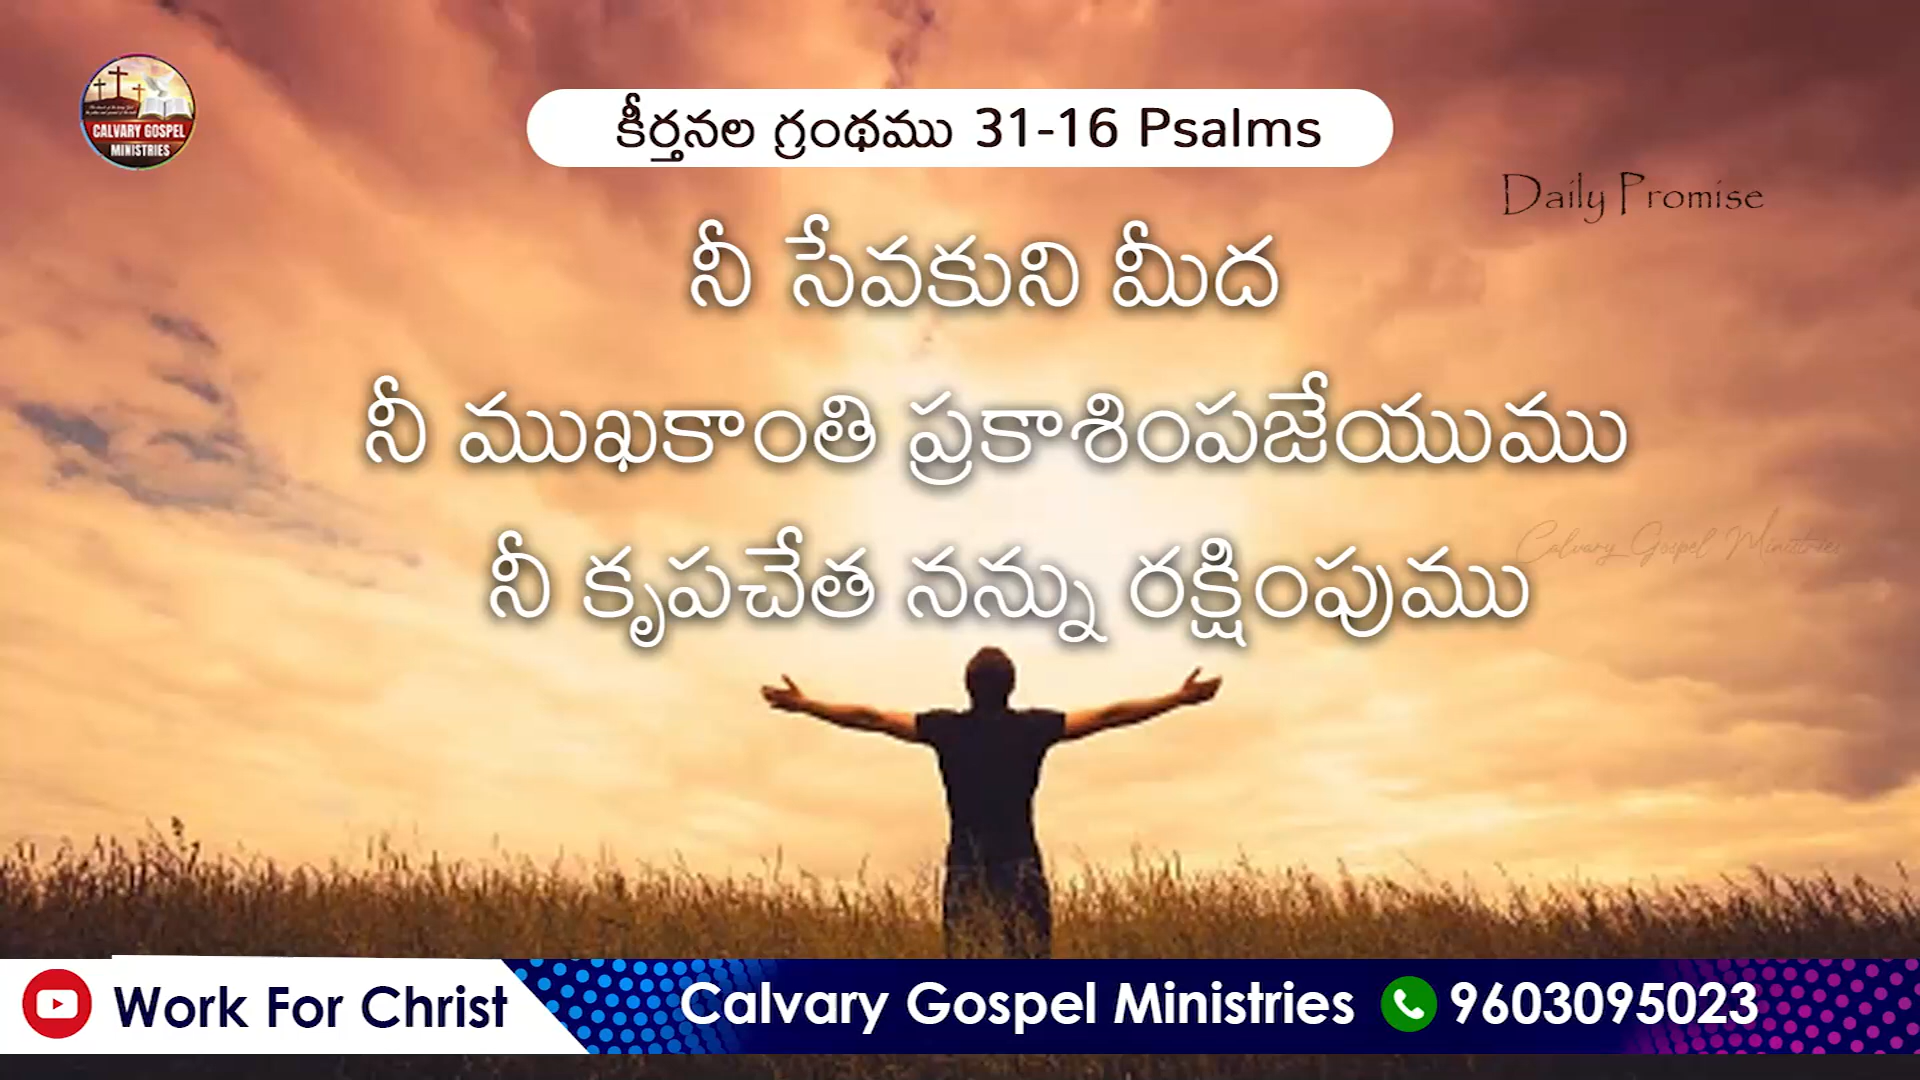 CALVARY GOSPEL
MINISTRIES
కీర్తనల గ్రంథము 31-16 Psalms
Daily Promise
నీ సేవకుని మీద
నీ ముఖకాంతి ప్రకాశింపజేయుము
నీ కృపచేత నన్ను రక్షింపుము
Calvary Gospel Ministries
Work For Christ
Calvary Gospel Ministries 9603095023